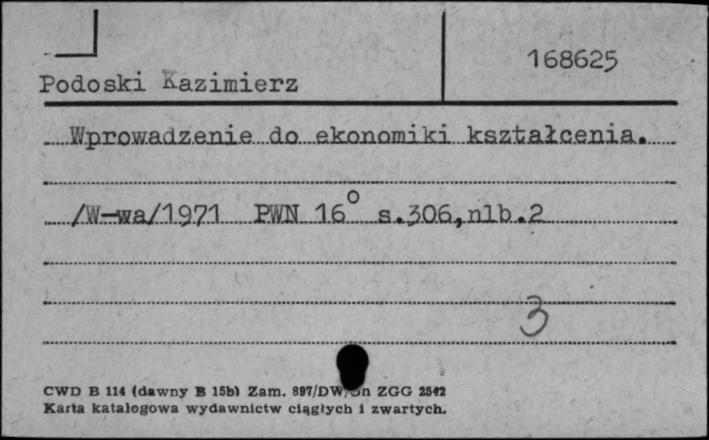 168625
Podoski Kazimierz
Wprowadzenie do ekonomiki kształcenia.
/W-wa/1971 PWN 16° s.306,nlb.2
3
CWD B 114 (dawny B 15b) Zam. 897/DW/ ZGG 2542
Karta katalogowa wydawnictw ciągłych i zwartych.